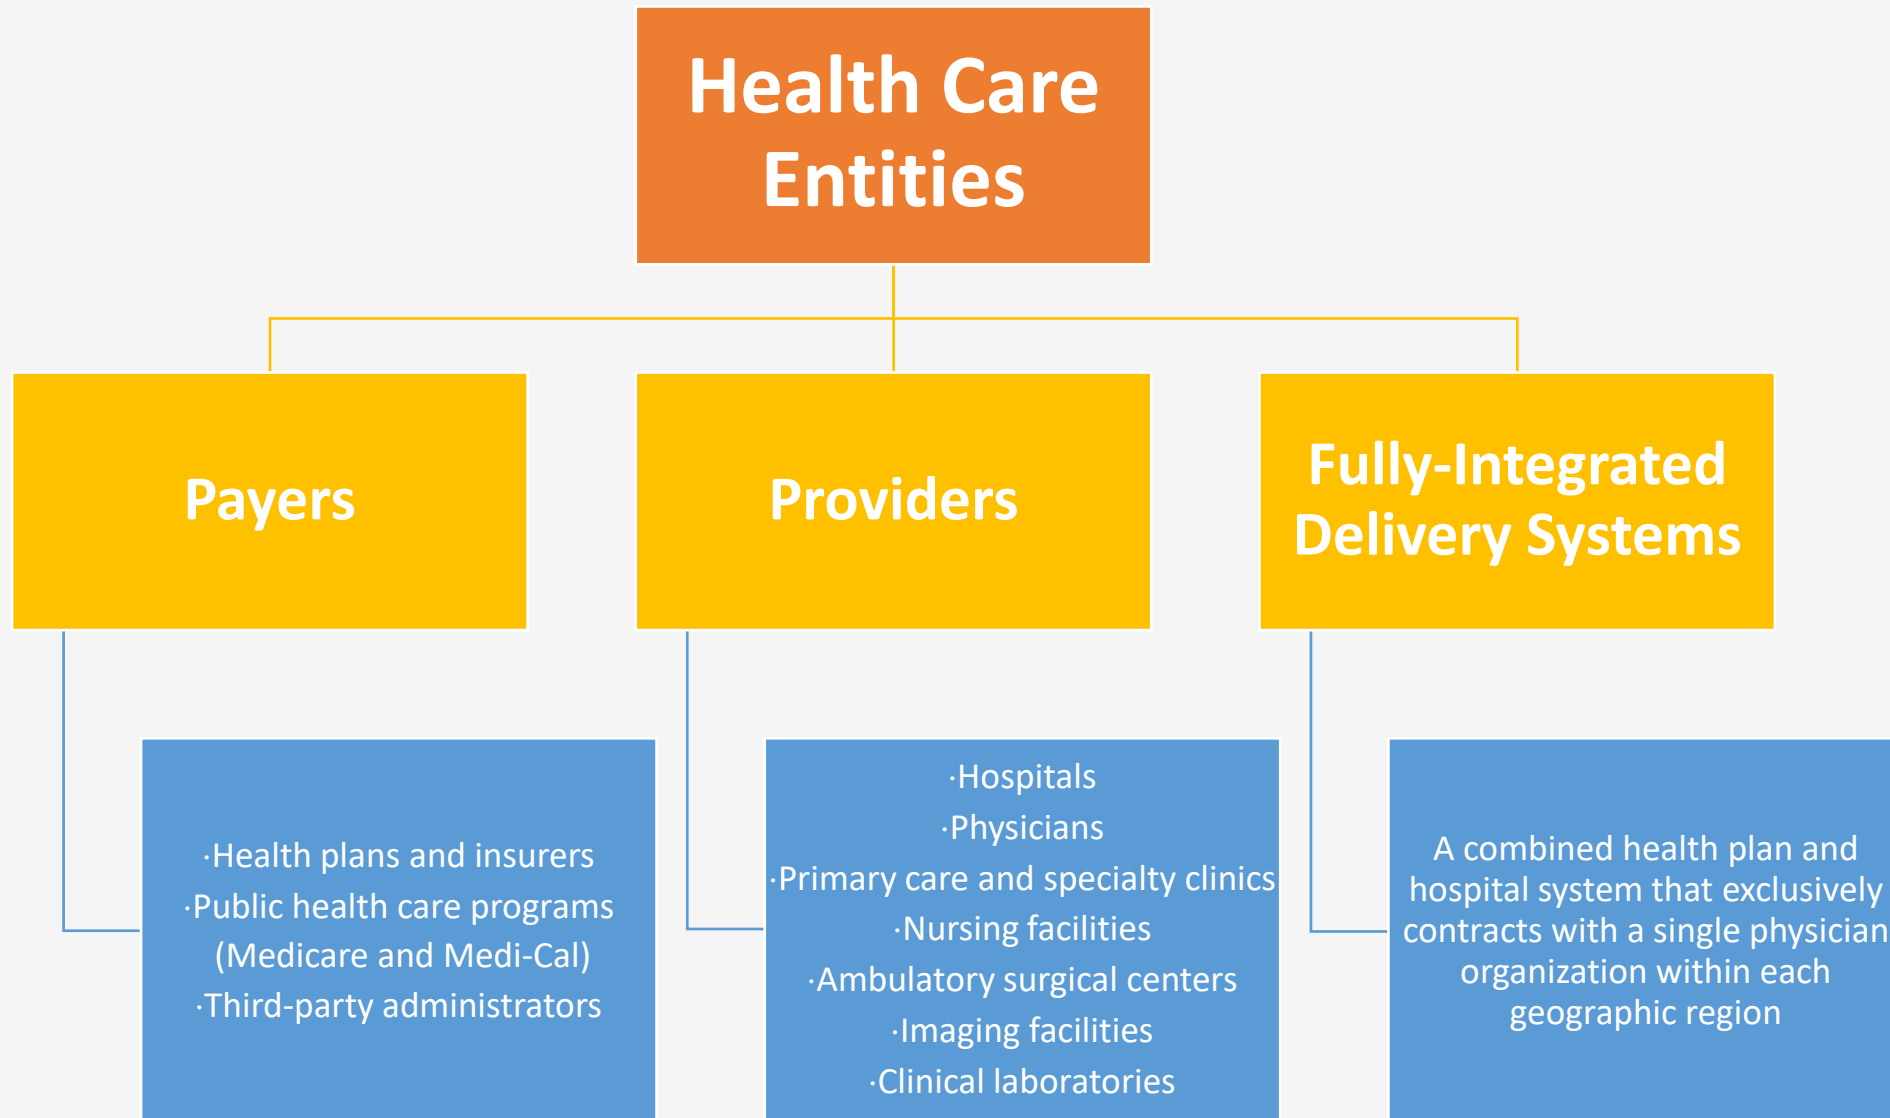 Health Care
Entities
Payers
Providers
Fully-Integrated
Delivery Systems
·Health plans and insurers
·Public health care programs
(Medicare and Medi-Cal)
·Third-party administrators
·Hospitals
·Physicians
·Primary care and specialty clinics
·Nursing facilities
·Ambulatory surgical centers
·Imaging facilities
·Clinical laboratories
A combined health plan and
hospital system that exclusively
contracts with a single physician
organization within each
geographic region